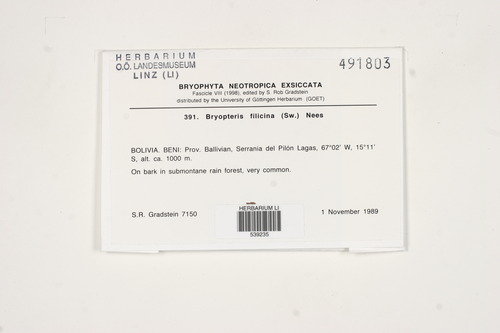 HERBARIUM
O.Ö. LANDESMUSEUM
LINZ (LI)
491803
BRYOPHYTA NEOTROPICA EXSICCATA
Fascicle VIII (1998), edited by S. Rob Gradstein
distributed by the University of Göttingen Herbarium (GOET)
391. Bryopteris filicina (Sw.) Nees
BOLIVIA. BENI: Prov. Ballivian, Serrania del Pilón Lagas, 67°02' W, 15°11'
S, alt. ca. 1000 m.
On bark in submontane rain forest, very common.
S.R. Gradstein 7150
1 November 1989
HERBARIUM LI
539235